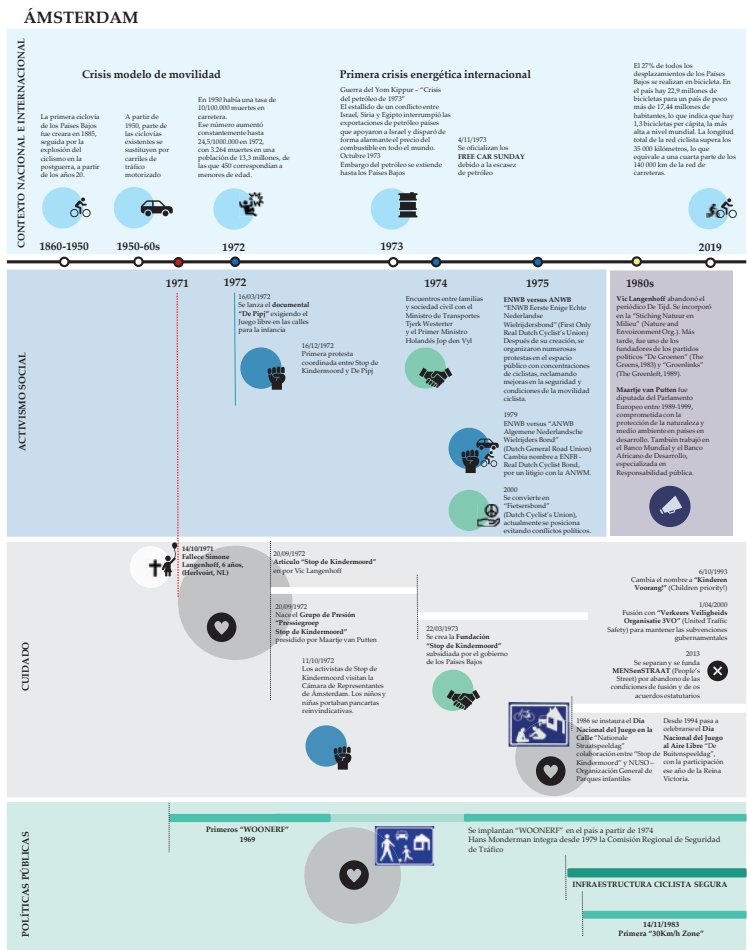 ÁMSTERDAM
CONTEXTO NACIONAL E INTERNACIONAL
Crisis modelo de movilidad
La primera ciclovía
de los Países Bajos
fue creara en 1885,
seguida por la
explosión del
ciclismo en la
postguerra, a partir
de los años 20.
A partir de
1950, parte de
las ciclovías
existentes se
sustituyen por
carriles de
tráfico
motorizado
En 1950 había una tasa de
10/100.000 muertes en
carretera.
Ese número aumentó
constantemente hasta
24,5/1000.000 en 1972,
con 3.264 muertes en una
población de 13,3 millones, de
las que 450 correspondían a
menores de edad.
Primera crisis energética internacional
Guerra del Yom Kippur – “Crisis
del petróleo de 1973”
El estallido de un conflicto entre
Israel, Siria y Egipto interrumpió las
exportaciones de petróleo países
que apoyaron a Israel y disparó de
forma alarmante el precio del
combustible en todo el mundo.
Octubre 1973
Embargo del petróleo se extiende
hasta los Países Bajos
4/11/1973
Se oficializan los
FREE CAR SUNDAY
debido a la escasez
de petróleo
El 27% de todos los
desplazamientos de los Países
Bajos se realizan en bicicleta. En
el país hay 22,9 millones de
bicicletas para un país de poco
más de 17,44 millones de
habitantes, lo que indica que hay
1,3 bicicletas per cápita, la más
alta a nivel mundial. La longitud
total de la red ciclista supera los
35 000 kilómetros, lo que
equivale a una cuarta parte de los
140 000 km de la red de
carreteras.
1860-1950
1950-60s
1972
1973
2019
1971
1972
1974
1975
1980s
ACTIVISMO SOCIAL
16/03/1972
Se lanza el documental
“De Pipj” exigiendo el
Juego libre en las calles
para la infancia
16/12/1972
Primera protesta
coordinada entre Stop de
Kindermoord y De Pipj
Encuentros entre familias
y sociedad civil con el
Ministro de Transportes
Tjerk Westerter
y el Primer Ministro
Holandés Jop den Vyl
ENWB versus ANWB
“ENWB Eerste Enige Echte
Nederlandse
Wielrijdersbond” (First Only
Real Dutch Cyclist’s Union)
Después de su creación, se
organizaron numerosas
protestas en el espacio
público con concentraciones
de ciclistas, reclamando
mejoras en la seguridad y
condiciones de la movilidad
ciclista.
1979
ENWB versus “ANWB
Algemene Nederlandsche
Wielrijders Bond”
(Dutch General Road Union)
Cambia nombre a ENFB -
Real Dutch Cyclist Bond,
por un litigio con la ANWM.
2000
Se convierte en
“Fietsersbond”
(Dutch Cyclist’s Union),
actualmente se posiciona
evitando conflictos políticos.
Vic Langenhoff abandonó el
periódico De Tijd. Se incorporó
en la “Stiching Natuur en
Milieu” (Nature and
Envoironment Org.). Más
tarde, fue uno de los
fundadores de los partidos
políticos “De Groenen” (The
Greens,1983) y “Groenlinks”
(The Greenleft, 1989).
Maartje van Putten fue
diputada del Parlamento
Europeo entre 1989-1999,
comprometida con la
protección de la naturaleza y
medio ambiente en países en
desarrollo. También trabajó en
el Banco Mundial y el Banco
Africano de Desarrollo,
especializada en
Responsabilidad pública.
CUIDADO
14/10/1971
Fallece Simone
Langenhoff, 6 años,
(Herlvoirt, NL)
20/09/1972
Artículo “Stop de Kindermoord”
en por Vic Langenhoff
20/09/1972
Nace el Grupo de Presión
“Pressiegroep
Stop de Kindermoord”
presidido por Maartje van Putten
11/10/1972
Los activistas de Stop de
Kindermoord visitan la
Cámara de Representantes
de Ámsterdam. Los niños y
niñas portaban pancartas
reinvindicativas.
22/03/1973
Se crea la Fundación
“Stop de Kindermoord”
subsidiada por el gobierno
de los Países Bajos
6/10/1993
Cambia el nombre a “Kinderen
Voorang!” (Children priority!)
1/04/2000
Fusión con “Verkeers Veiligheids
Organisatie 3VO” (United Traffic
Safety) para mantener las subvenciones
gubernamentales
2013
Se separan y se funda
MENSenSTRAAT (People’s
Street) por abandono de las
condiciones de fusión y de os
acuerdos estatutarios
1986 se instaura el Día
Nacional del Juego en la
Calle “Nationale
Straatspeeldag”
colaboración entre “Stop de
Kindermoord” y NUSO –
Organización General de
Parques infantiles
Desde 1994 pasa a
celebrarse el Día
Nacional del Juego
al Aire Libre “De
Buitenspeeldag”,
con la participación
ese año de la Reina
Victoria.
POLÍTICAS PÚBLICAS
Primeros “WOONERF”
1969
Se implantan “WOONERF” en el país a partir de 1974
Hans Monderman integra desde 1979 la Comisión Regional de Seguridad
de Tráfico
INFRAESTRUCTURA CICLISTA SEGURA
14/11/1983
Primera “30Km/h Zone”